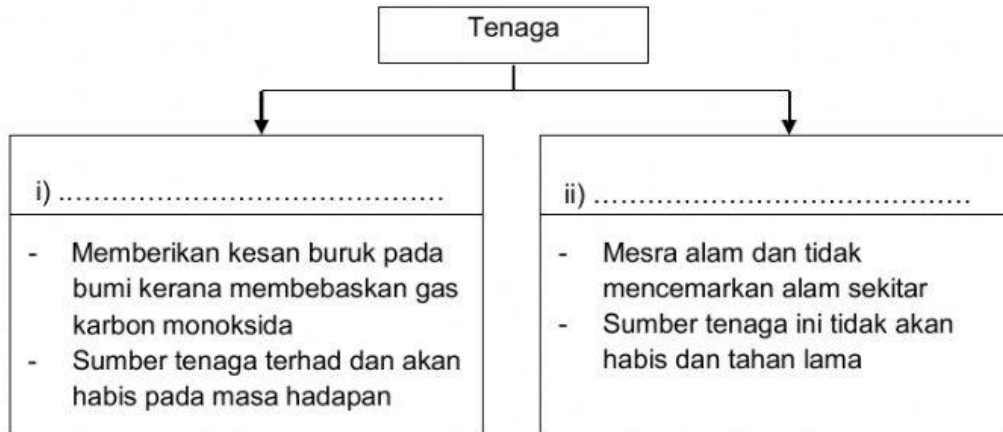 Tenaga
i) ............................................
- Memberikan kesan buruk pada
bumi kerana membebaskan gas
karbon monoksida
- Sumber tenaga terhad dan akan
habis pada masa hadapan
ii) ...........................................
- Mesra alam dan tidak
mencemarkan alam sekitar
- Sumber tenaga ini tidak akan
habis dan tahan lama